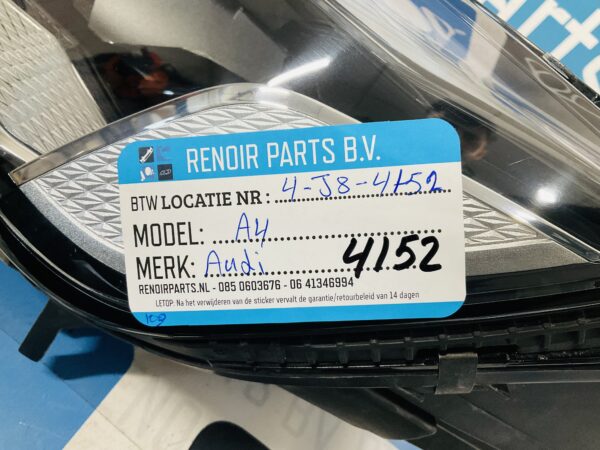 Parts
RENOIR PARTS B.V.
BTW LOCATIE NR : 4-J8-4152
MODEL: A4
MERK: Audi 4152
RENOIRPARTS.NL - 085 0603676 - 06 41346994
LETOP: Na het verwijderen van de sticker vervalt de garantie/retourbeleid van 14 dagen